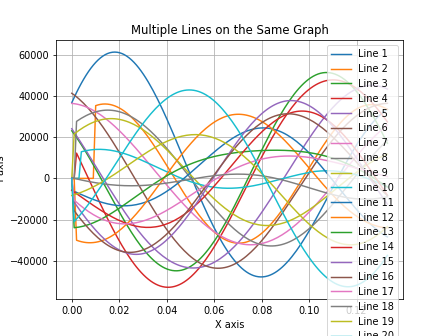 Multiple Lines on the Same Graph
60000
40000
20000
0
−20000
−40000
0.00
0.02
0.04
0.06
0.08
0.10
X axis
Line 1
Line 2
Line 3
Line 4
Line 5
Line 6
Line 7
Line 8
Line 9
Line 10
Line 11
Line 12
Line 13
Line 14
Line 15
Line 16
Line 17
Line 18
Line 19
Line 20